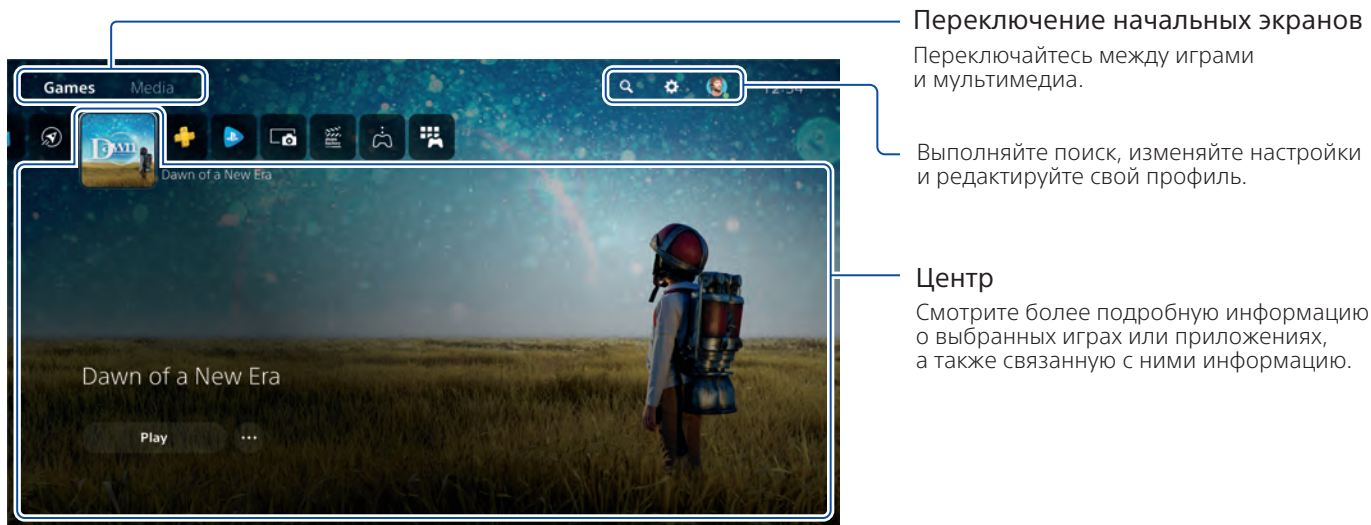 Переключение начальных экранов
Переключайтесь между играми
и мультимедиа.
Games Media
Выполняйте поиск, изменяйте настройки
и редактируйте свой профиль.
Dawn
Dawn of a New Era
Центр
Смотрите более подробную информацию
о выбранных играх или приложениях,
а также связанную с ними информацию.
Dawn of a New Era
Play